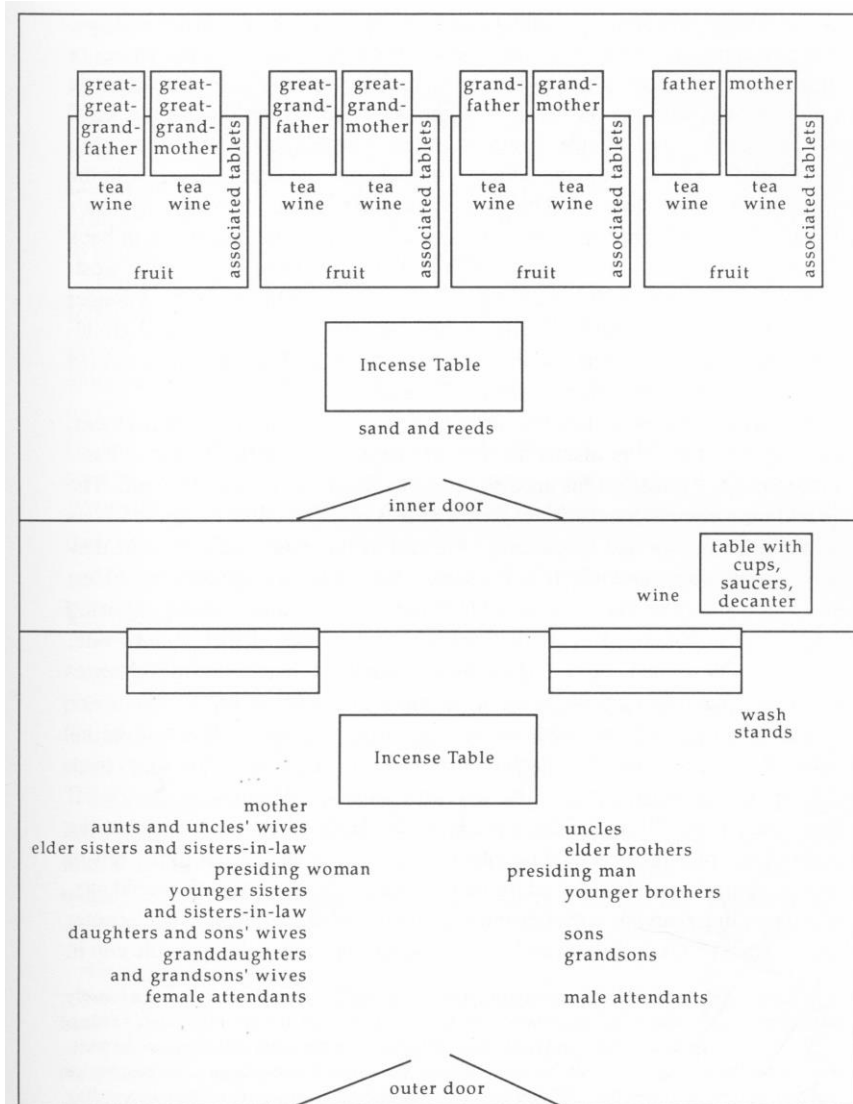 great-
great-
grand-
father
great-
great-
grand-
mother
tea
wine
tea
wine
fruit
associated tablets
great-
grand-
father
great-
grand-
mother
tea
wine
tea
wine
fruit
associated tablets
grand-
father
grand-
mother
tea
wine
tea
wine
fruit
associated tablets
father
mother
tea
wine
tea
wine
fruit
associated tablets
Incense Table
sand and reeds
inner door
wine
table with
cups,
saucers,
decanter
wash
stands
Incense Table
mother
aunts and uncles' wives
elder sisters and sisters-in-law
presiding woman
younger sisters
and sisters-in-law
daughters and sons' wives
granddaughters
and grandsons' wives
female attendants
uncles
elder brothers
presiding man
younger brothers
sons
grandsons
male attendants
outer door